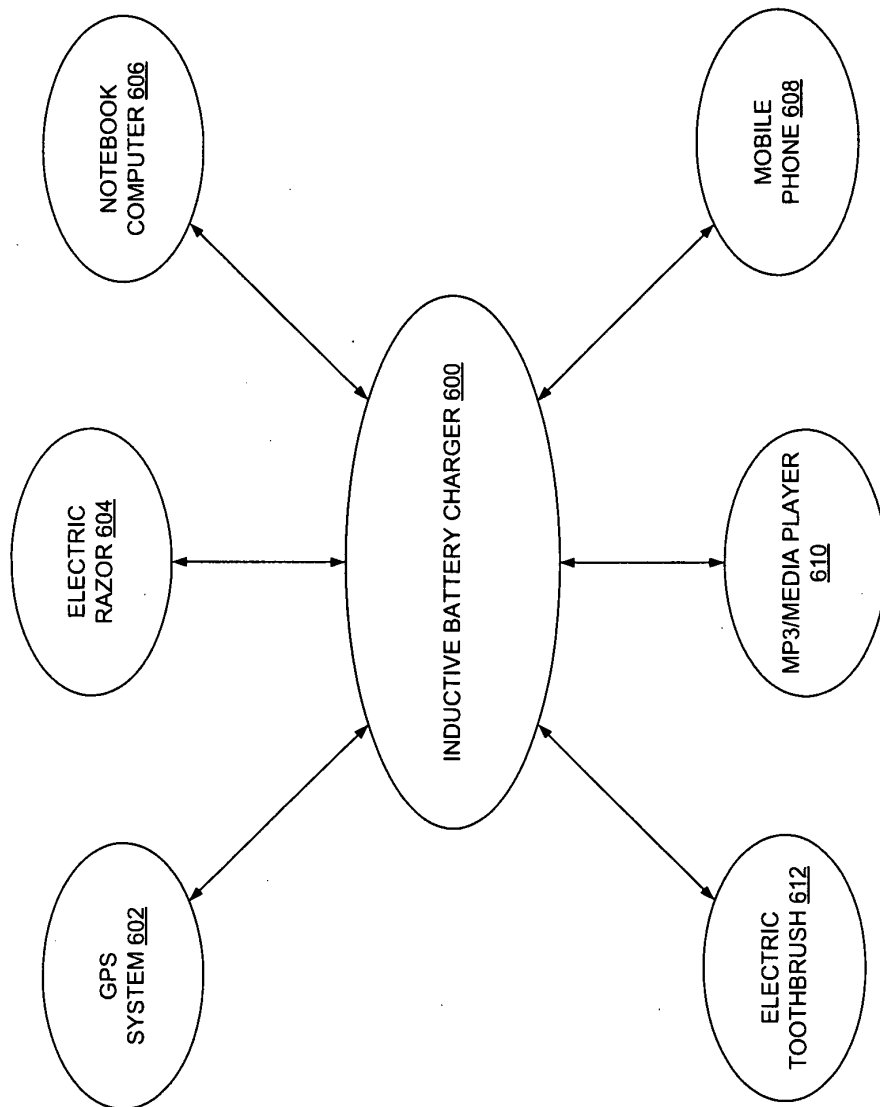 GPS
SYSTEM 602
ELECTRIC
RAZOR 604
NOTEBOOK
COMPUTER 606
INDUCTIVE BATTERY CHARGER 600
ELECTRIC
TOOTHBRUSH 612
MP3/MEDIA PLAYER
610
MOBILE
PHONE 608